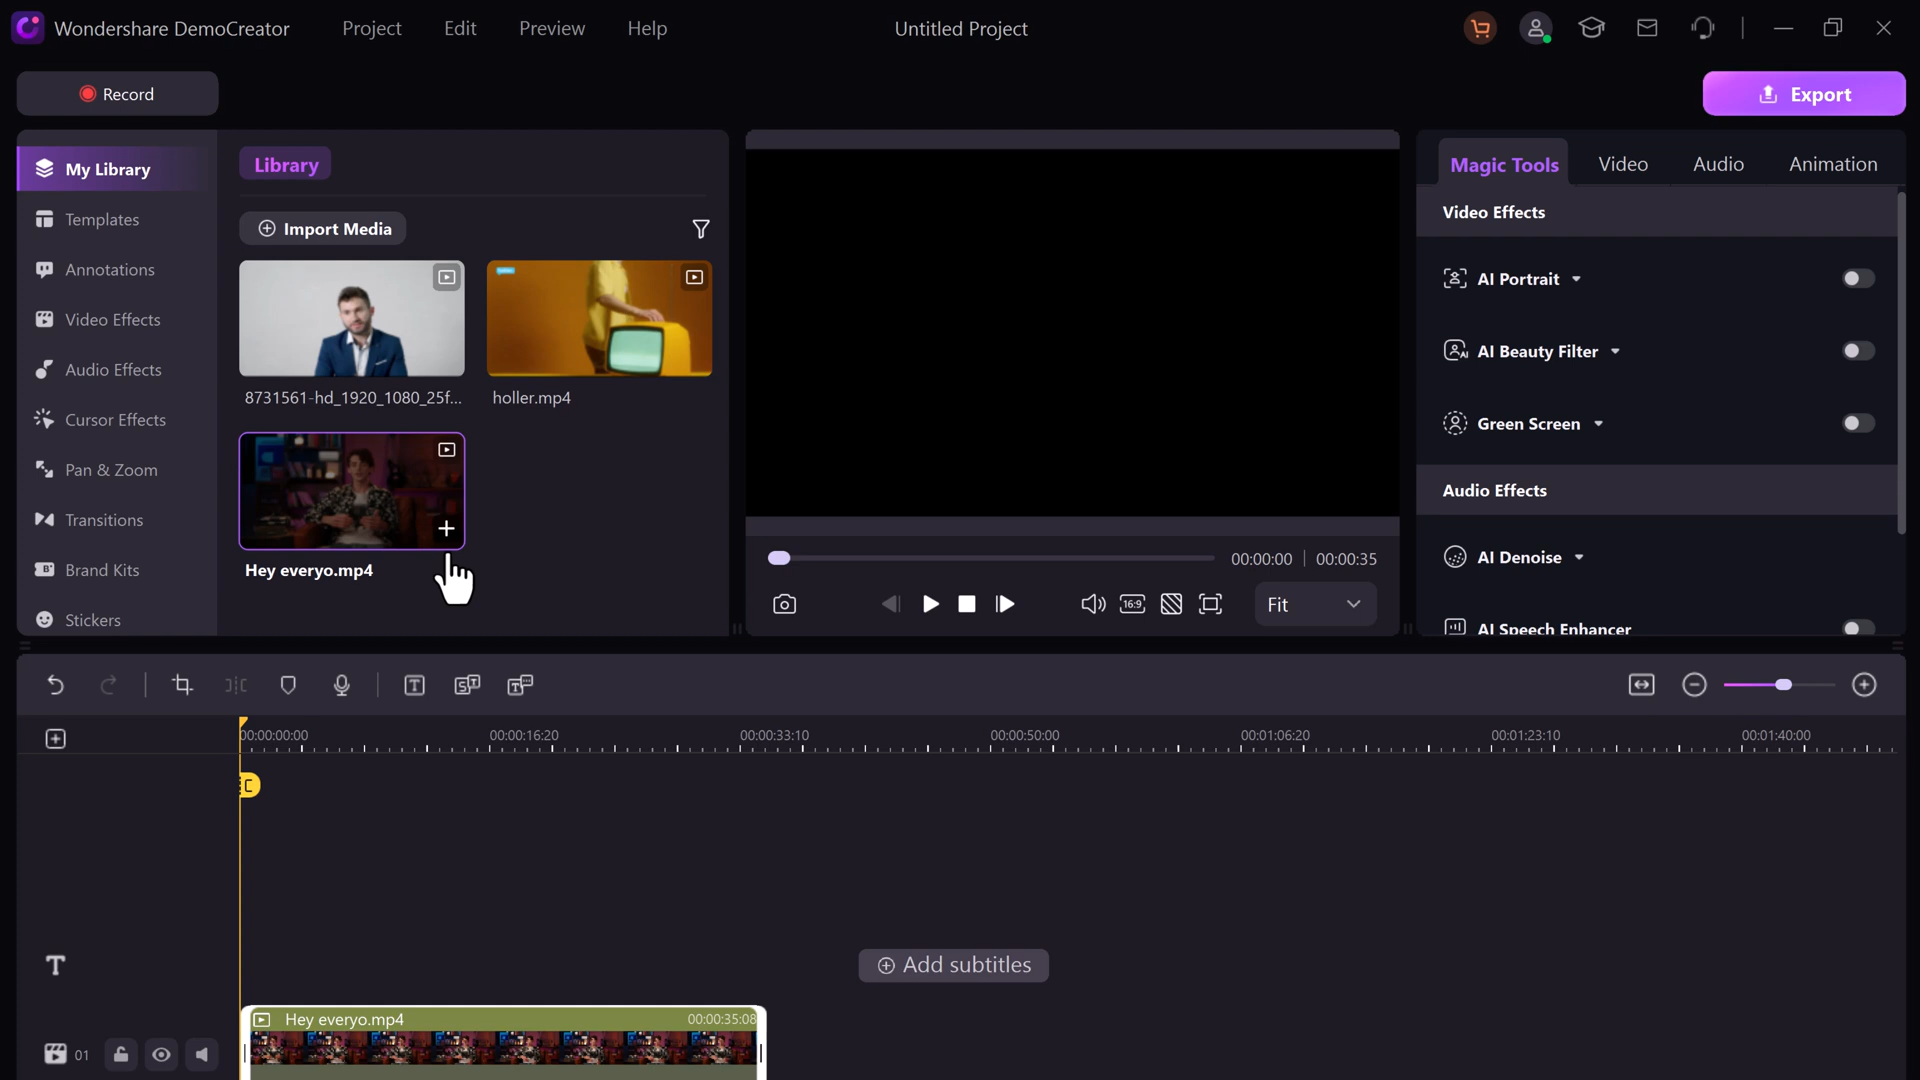 Wondershare DemoCreator
Project
Edit
Preview
Help
Untitled Project
Record
Export
My Library
Templates
Annotations
Video Effects
Audio Effects
Cursor Effects
Pan & Zoom
Transitions
Brand Kits
Stickers
Library
Import Media
8731561-hd_1920_1080_25f...
holler.mp4
Hey everyo.mp4
00:00:00 | 00:00:35
16:9
Fit
Magic Tools
Video
Audio
Animation
Video Effects
AI Portrait
AI Beauty Filter
Green Screen
Audio Effects
AI Denoise
AI Speech Enhancer
00:00:00:00
00:00:16:20
00:00:33:10
00:00:50:00
00:01:06:20
00:01:23:10
00:01:40:00
Add subtitles
Hey everyo.mp4
00:00:35:08
01